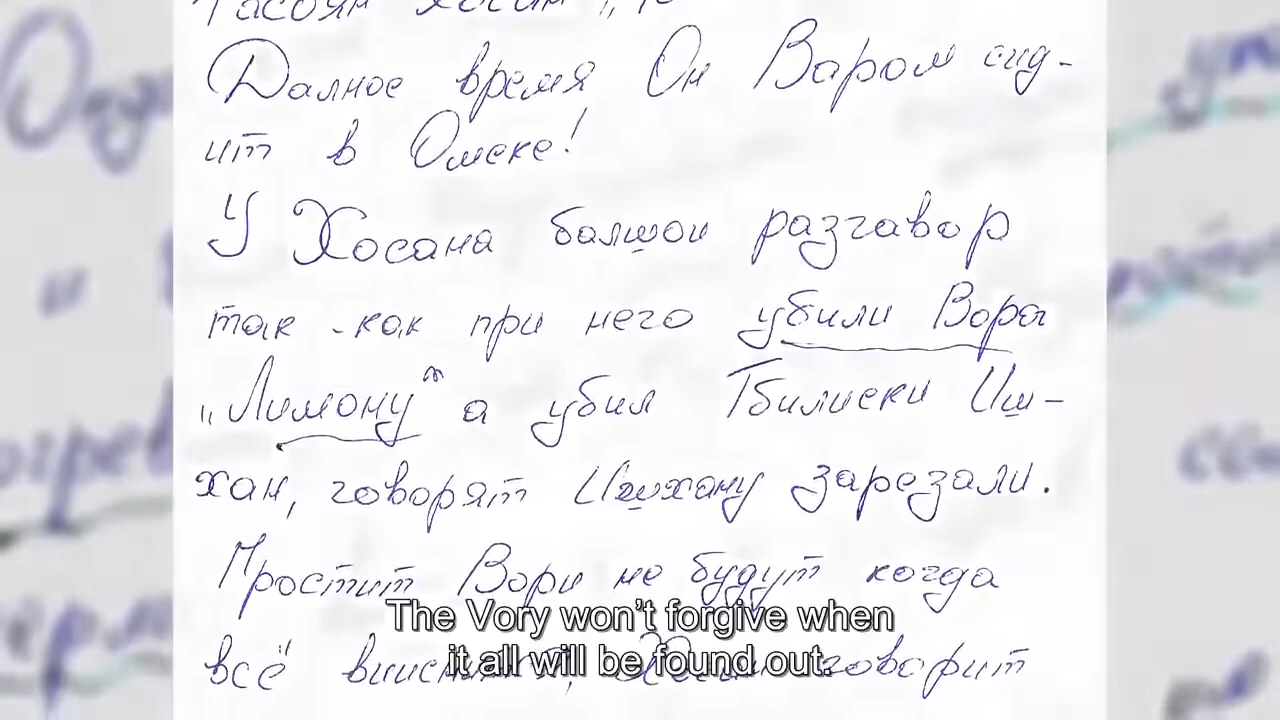 Далное время Он Варом сид-
ит в Омске!
У Хосана балшои разгавор
так-как при него убили Вора
"Лимону" а убил Тбилиски Иш-
хан, говорят Ишхану зарезали.
Простит Вори не будут когда
всё говорит
The Vory won't forgive when
it all will be found out.